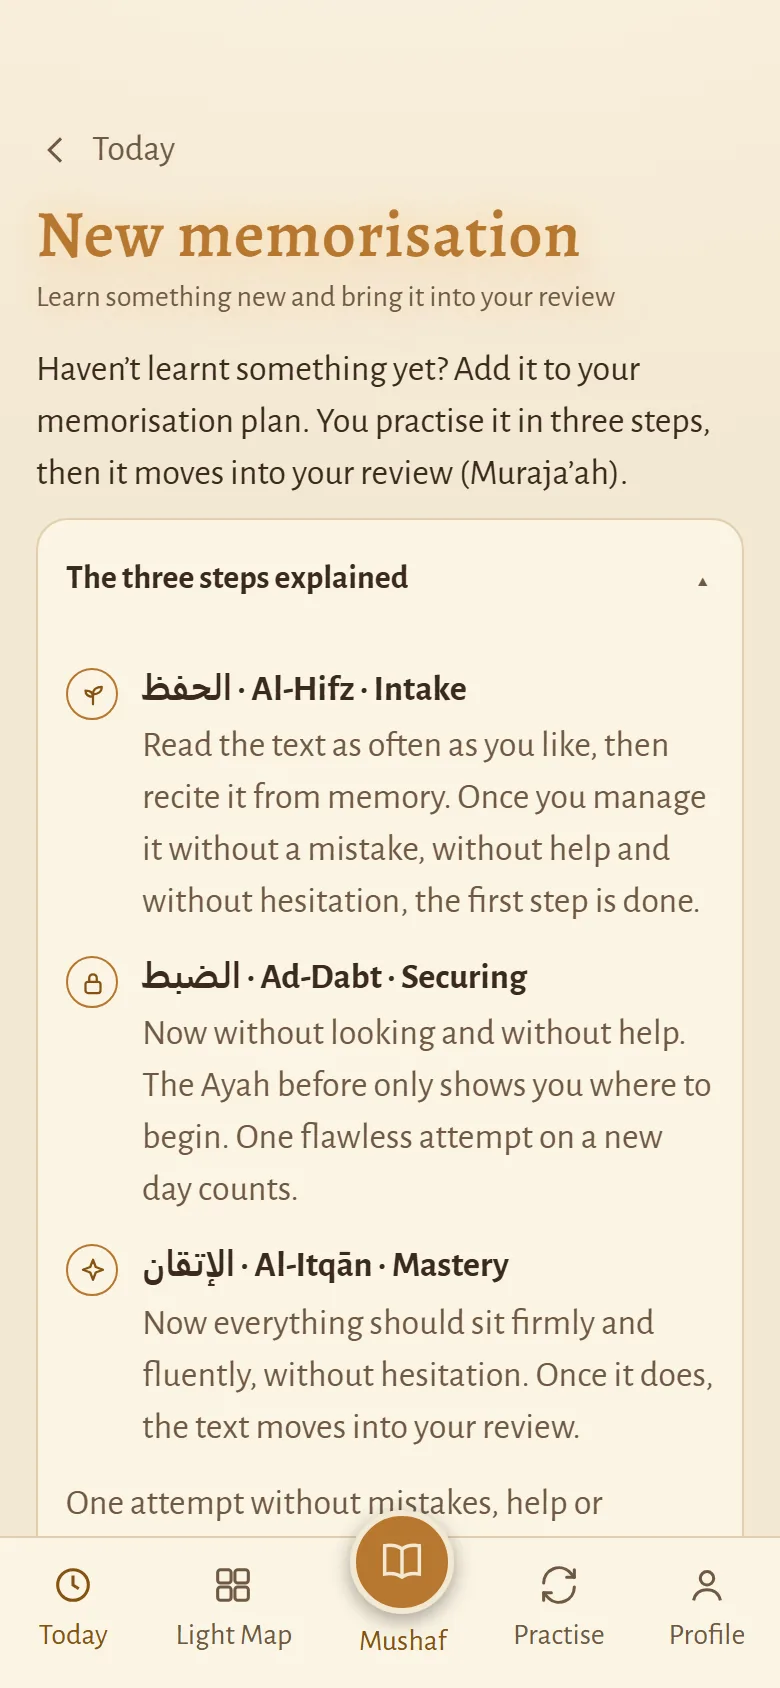 Today
New memorisation
Learn something new and bring it into your review
Haven’t learnt something yet? Add it to your
memorisation plan. You practise it in three steps,
then it moves into your review (Muraja’ah).
The three steps explained
الحفظ · Al-Hifz · Intake
Read the text as often as you like, then
recite it from memory. Once you manage
it without a mistake, without help and
without hesitation, the first step is done.
الضبط · Ad-Dabt · Securing
Now without looking and without help.
The Ayah before only shows you where to
begin. One flawless attempt on a new
day counts.
الإتقان · Al-Itqān · Mastery
Now everything should sit firmly and
fluently, without hesitation. Once it does,
the text moves into your review.
One attempt without mistakes, help or
Today
Light Map
Mushaf
Practise
Profile